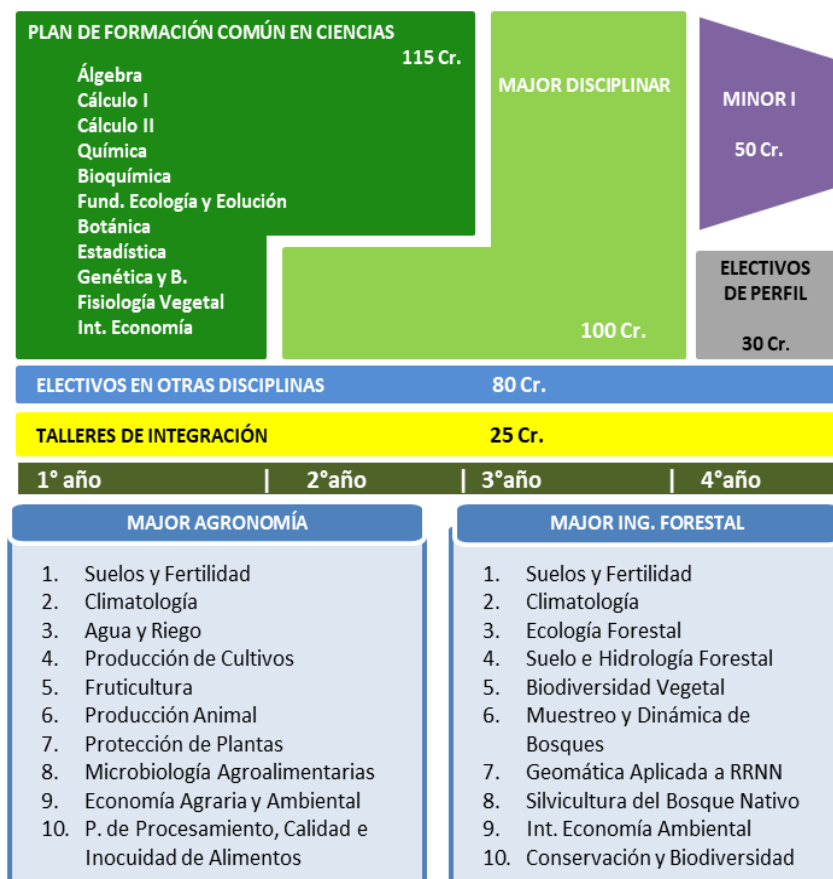 PLAN DE FORMACIÓN COMÚN EN CIENCIAS
115 Cr.
Álgebra
Cálculo I
Cálculo II
Química
Bioquímica
Fund. Ecología y Eolución
Botánica
Estadística
Genética y B.
Fisiología Vegetal
Int. Economía
MAJOR DISCIPLINAR
100 Cr.
MINOR I
50 Cr.
ELECTIVOS
DE PERFIL
30 Cr.
ELECTIVOS EN OTRAS DISCIPLINAS 80 Cr.
TALLERES DE INTEGRACIÓN 25 Cr.
1° año | 2°año | 3°año | 4°año
MAJOR AGRONOMÍA
1. Suelos y Fertilidad
2. Climatología
3. Agua y Riego
4. Producción de Cultivos
5. Fruticultura
6. Producción Animal
7. Protección de Plantas
8. Microbiología Agroalimentarias
9. Economía Agraria y Ambiental
10. P. de Procesamiento, Calidad e
Inocuidad de Alimentos
MAJOR ING. FORESTAL
1. Suelos y Fertilidad
2. Climatología
3. Ecología Forestal
4. Suelo e Hidrología Forestal
5. Biodiversidad Vegetal
6. Muestreo y Dinámica de
Bosques
7. Geomática Aplicada a RRNN
8. Silvicultura del Bosque Nativo
9. Int. Economía Ambiental
10. Conservación y Biodiversidad